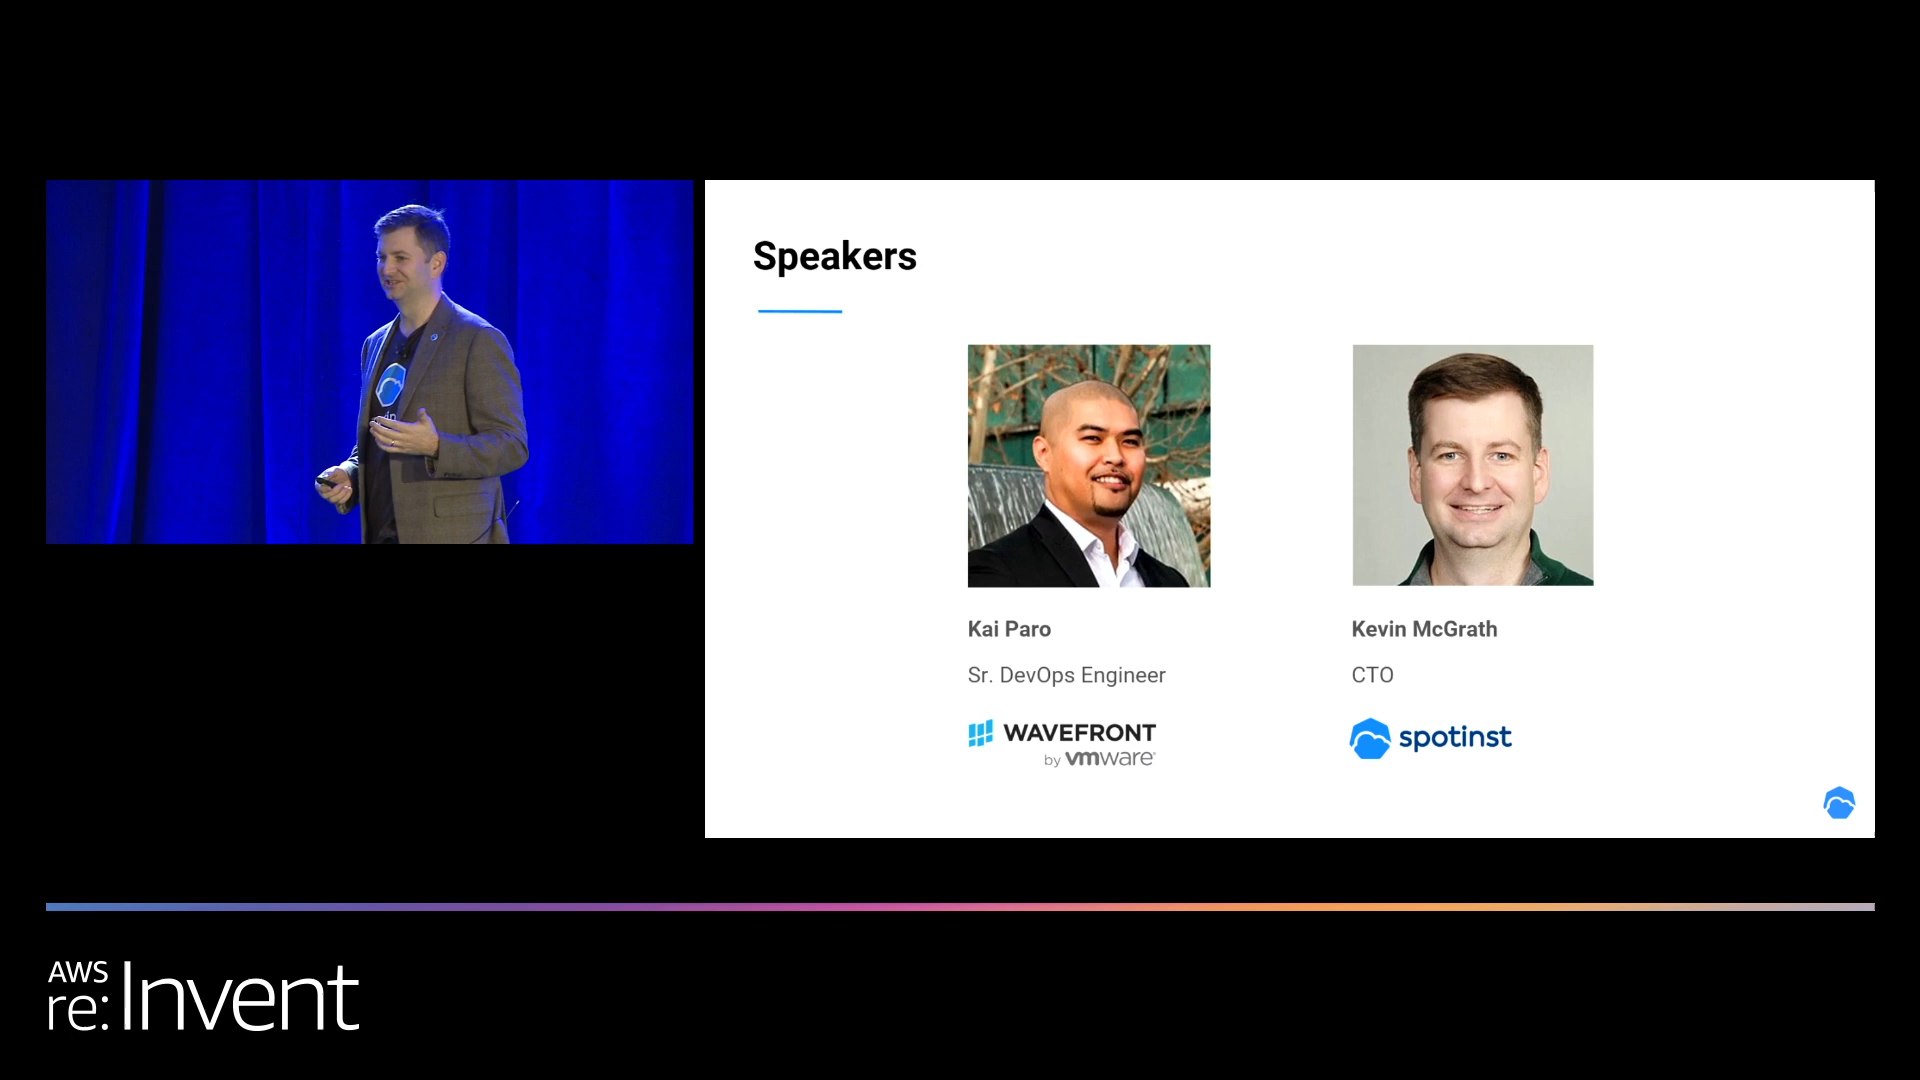 Speakers
Kai Paro
Sr. DevOps Engineer
WAVEFRONT
by vmware
Kevin McGrath
CTO
spotinst
AWS
re:Invent